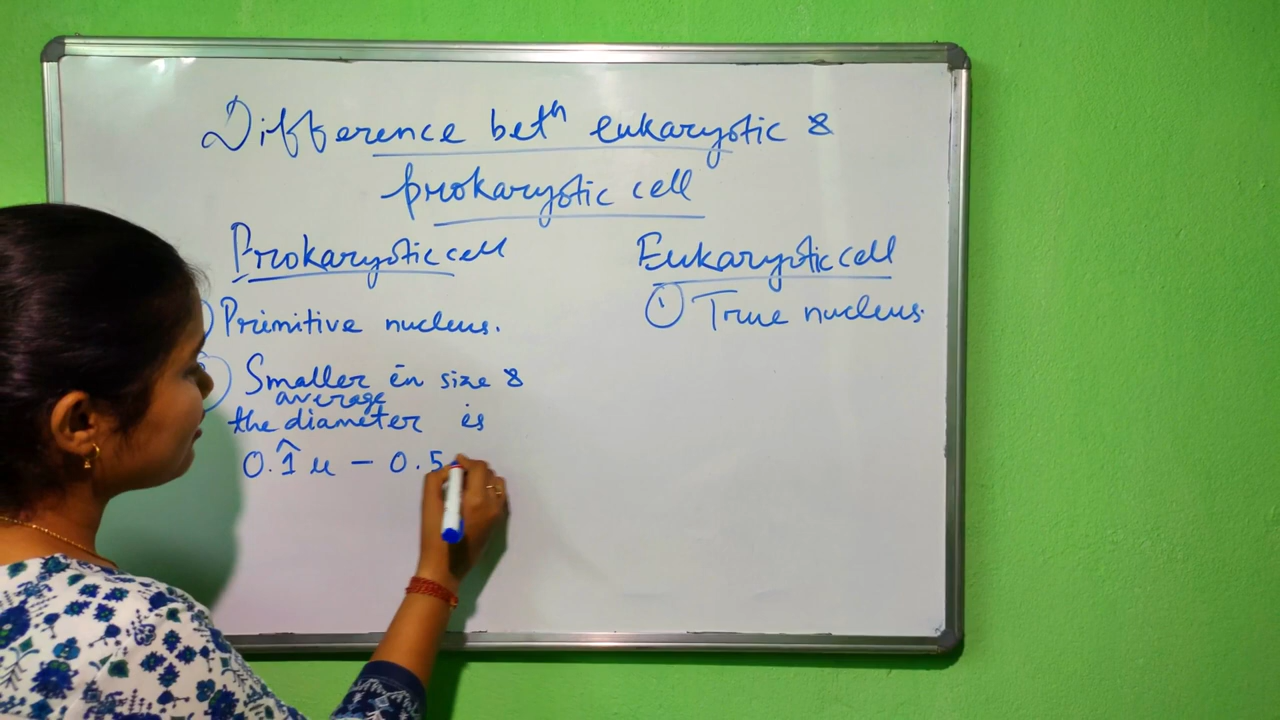 Difference betn eukaryotic &
prokaryotic cell
Prokaryotic cell
Primitive nucleus.
Smaller in size &
average
the diameter is
0.1 u – 0.5
Eukaryotic cell
① True nucleus.